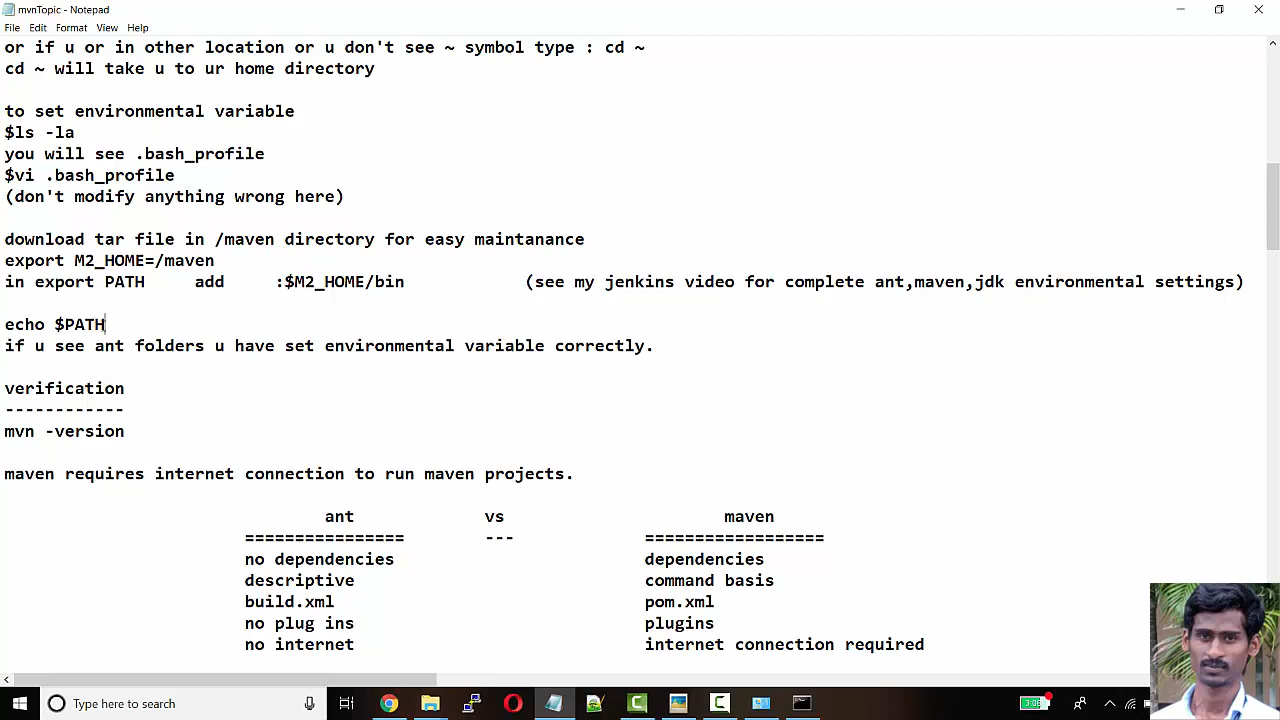 mvnTopic - Notepad
File Edit Format View Help
or if u or in other location or u don't see ~ symbol type : cd ~
cd ~ will take u to ur home directory
to set environmental variable
$ls -la
you will see .bash_profile
$vi .bash_profile
(don't modify anything wrong here)
download tar file in /maven directory for easy maintanance
export M2_HOME=/maven
in export PATH add :$M2_HOME/bin (see my jenkins video for complete ant,maven,jdk environmental settings)
echo $PATH
if u see ant folders u have set environmental variable correctly.
verification
------------
mvn -version
maven requires internet connection to run maven projects.
ant vs maven
================ --- ==================
no dependencies dependencies
descriptive command basis
build.xml pom.xml
no plug ins plugins
no internet internet connection required
Type here to search